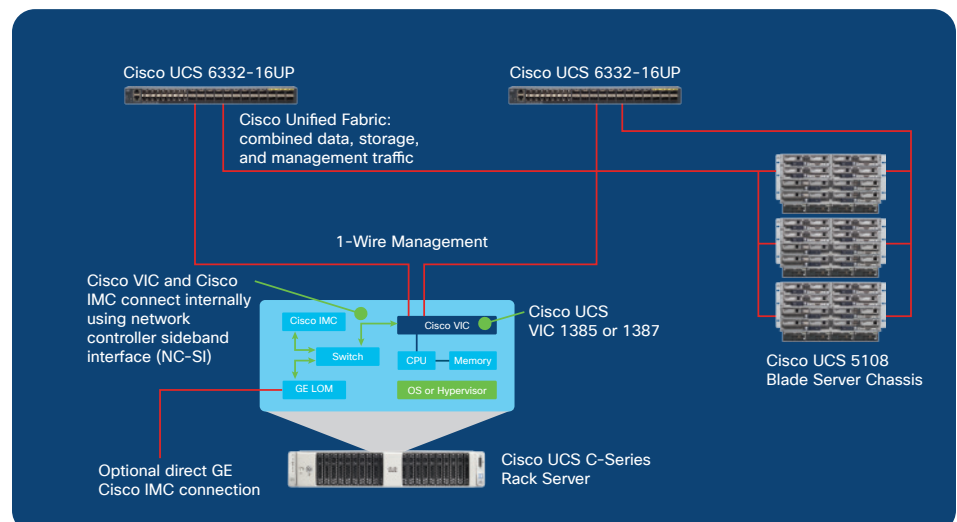 Cisco UCS 6332-16UP
Cisco UCS 6332-16UP
Cisco Unified Fabric:
combined data, storage,
and management traffic
1-Wire Management
Cisco VIC and Cisco
IMC connect internally
using network
controller sideband
interface (NC-SI)
Cisco IMC
Cisco VIC
Switch
CPU
Memory
GE LOM
OS or Hypervisor
Cisco UCS
VIC 1385 or 1387
Cisco UCS 5108
Blade Server Chassis
Optional direct GE
Cisco IMC connection
Cisco UCS C-Series
Rack Server